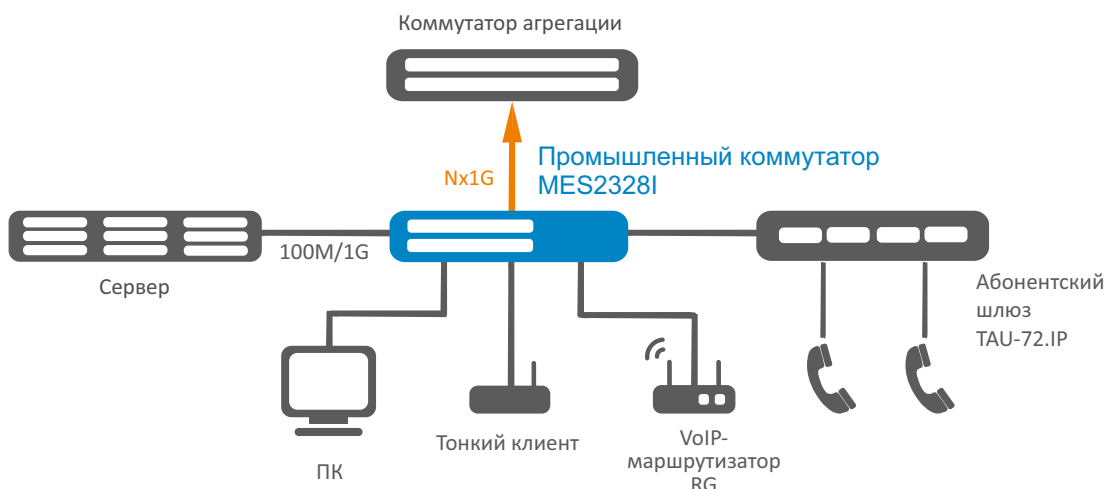 Коммутатор агрегации
Промышленный коммутатор
MES2328I
Nx1G
100M/1G
Сервер
Абонентский
шлюз
TAU-72.IP
Тонкий клиент
VoIP-
маршрутизатор
RG
ПК